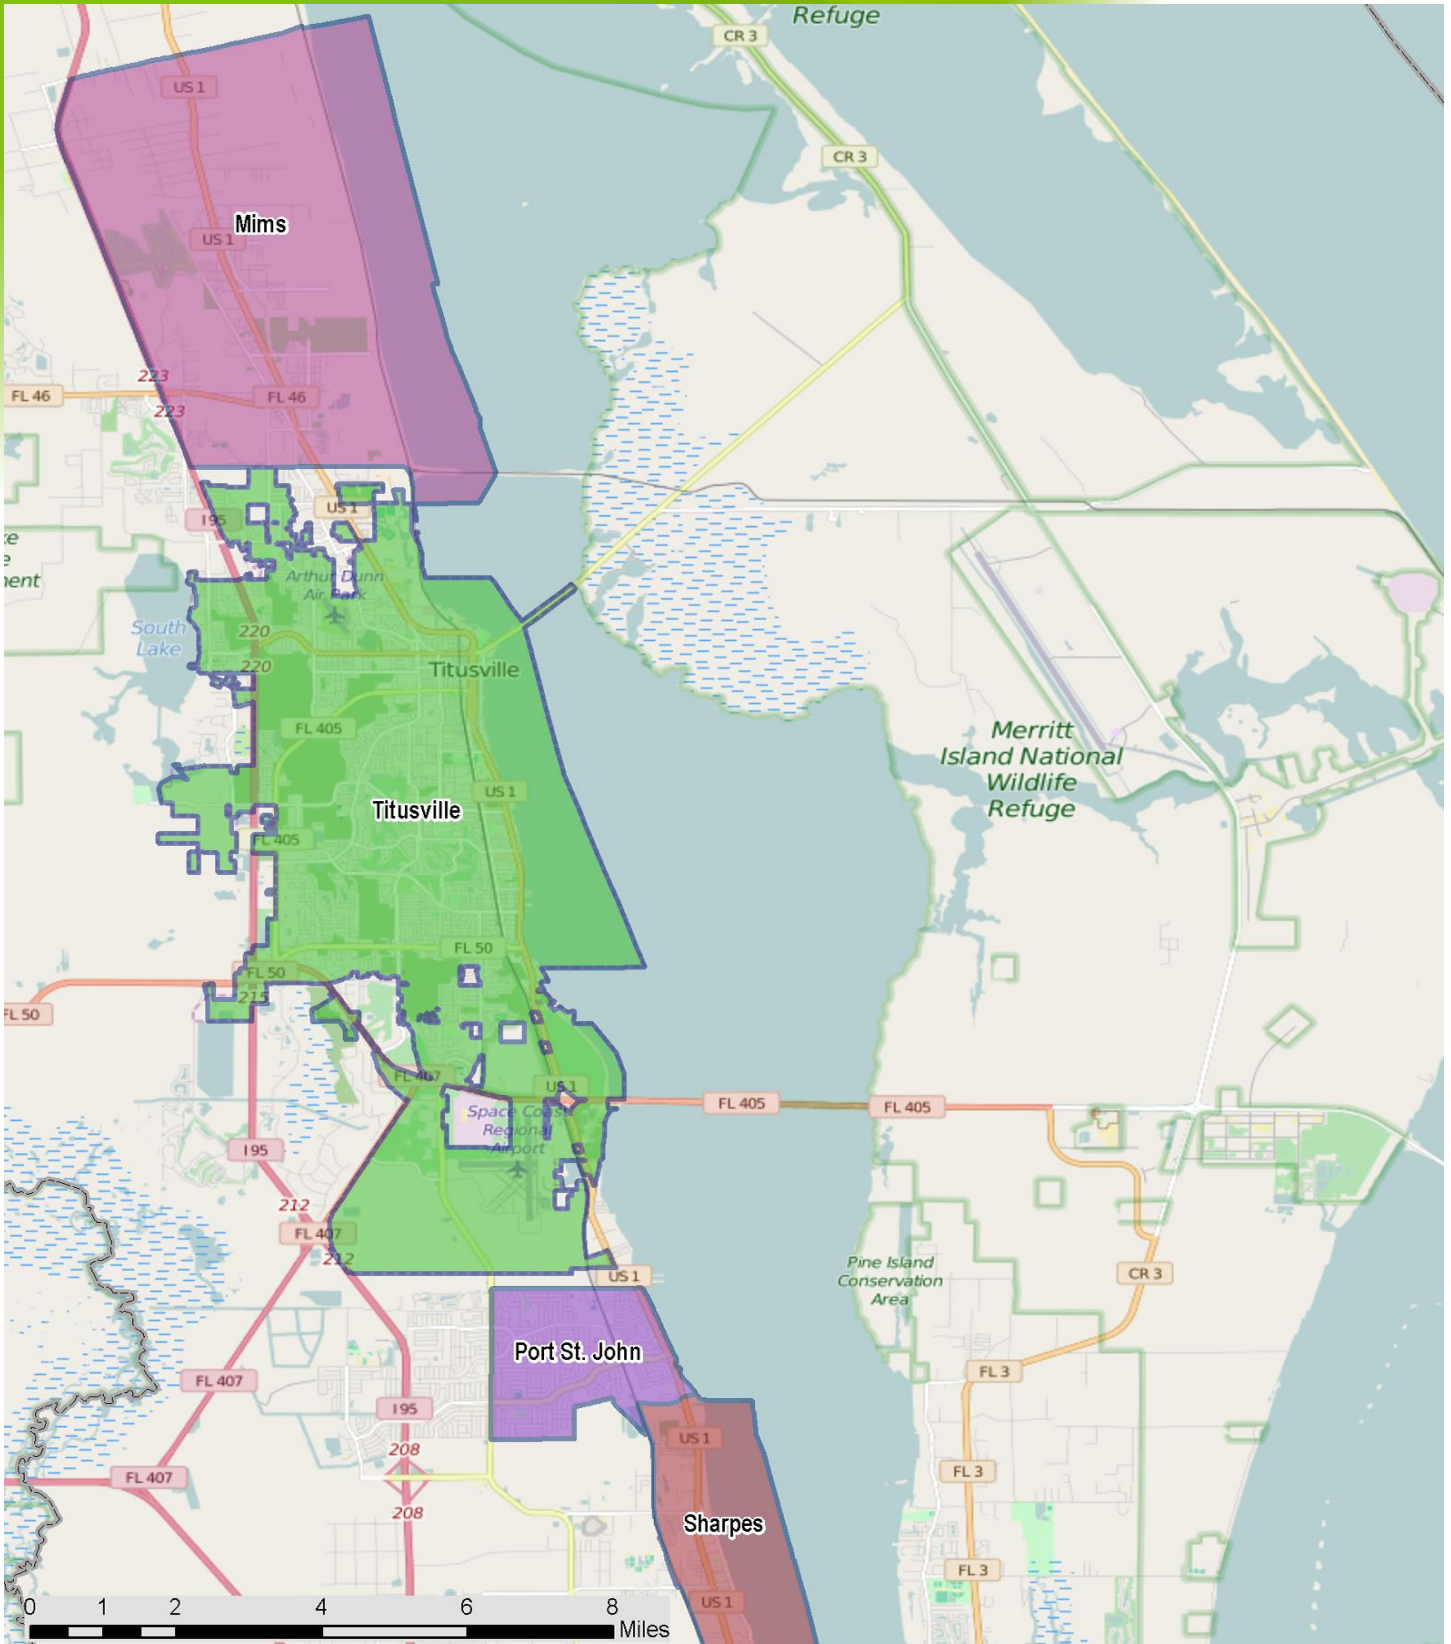 Refuge
CR 3
US 1
CR 3
Mims
US 1
223
FL 46
FL 46
223
US 1
I 95
Arthur Dunn
Air Park
ent
South
Lake
220
220
Titusville
FL 405
Merritt
Island National
Wildlife
Refuge
US 1
Titusville
FL 405
FL 50
FL 50
215
FL 50
FL 407
US 1
FL 405
FL 405
Space Coast
Regional
Airport
I 95
212
FL 407
212
US 1
Pine Island
Conservation
Area
CR 3
Port St. John
FL 3
FL 407
I 95
US 1
208
FL 407
FL 3
208
Sharpes
FL 3
US 1
0 1 2 4 6 8
Miles